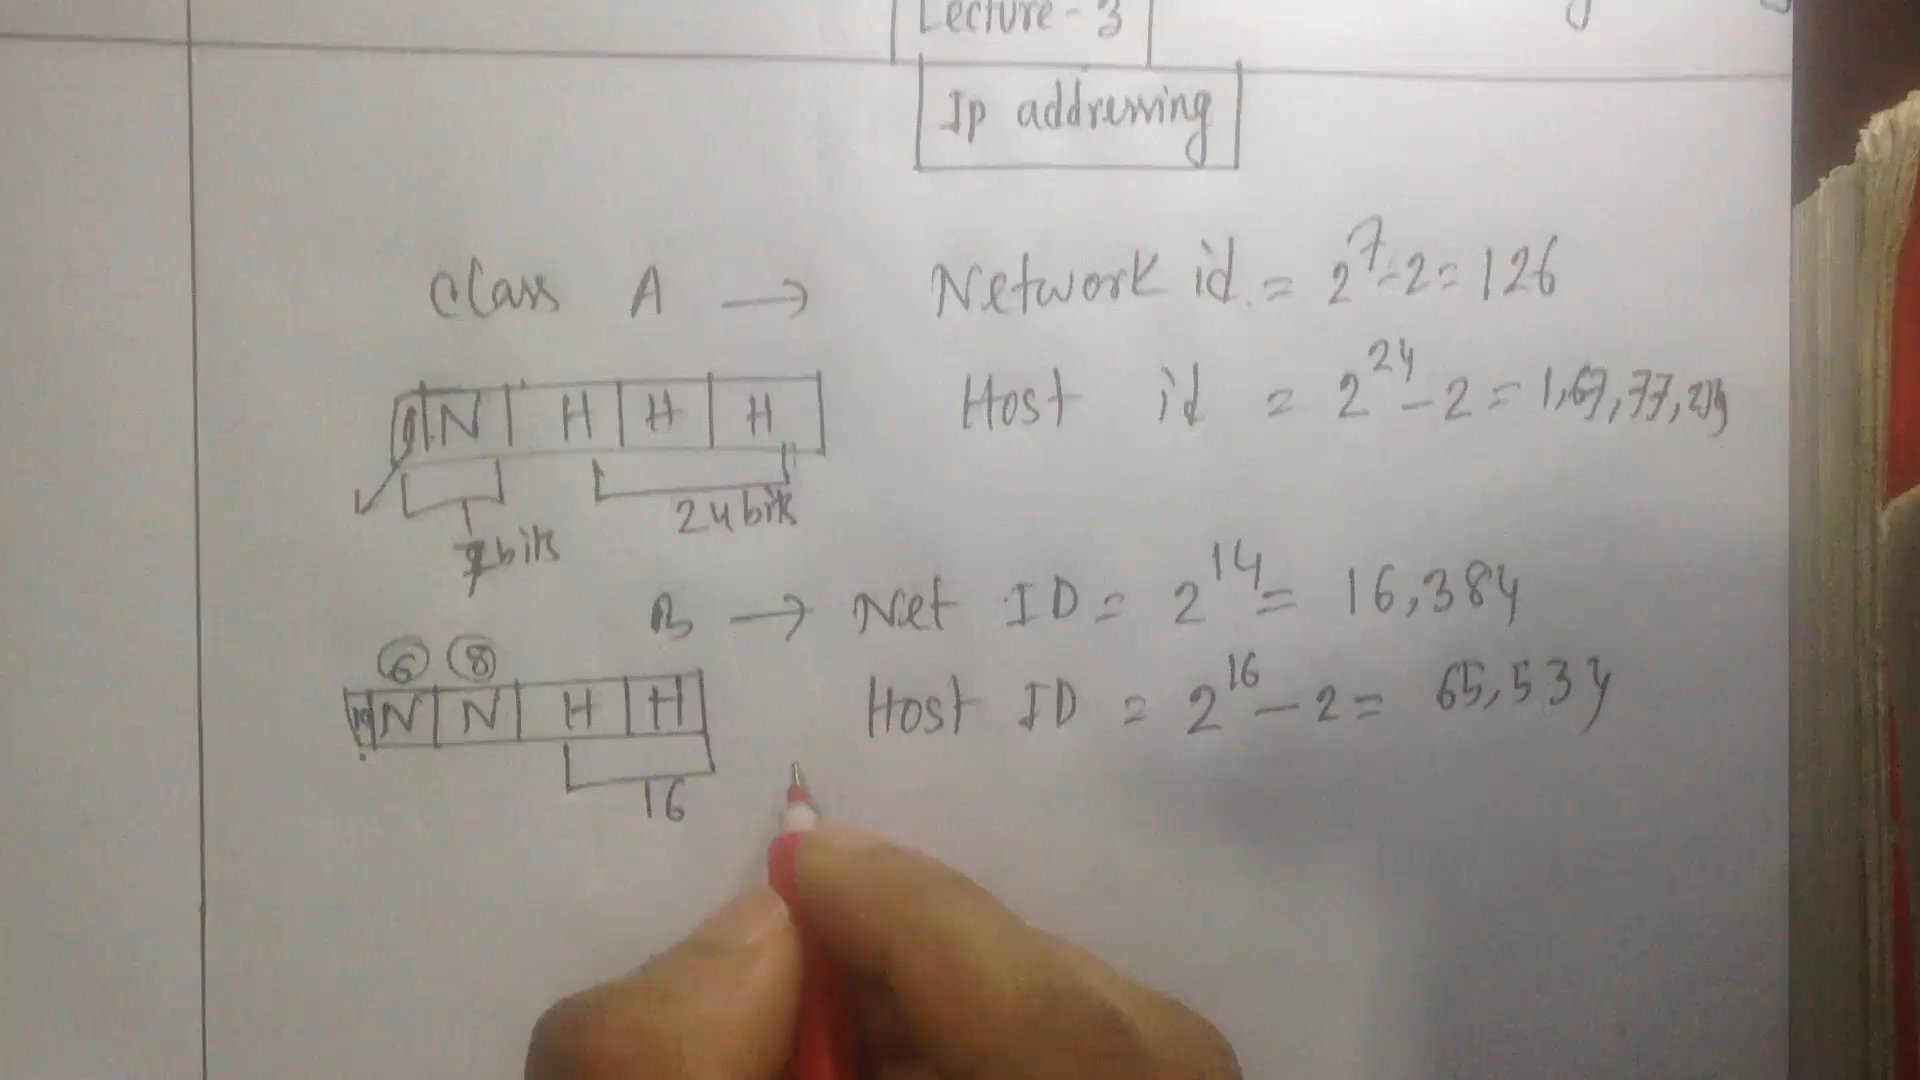 Lecture - 3
Ip addressing
Class A → Network id = 2^7 - 2 = 126
0 N H H H
Host id = 2^24 - 2 = 1,67,77,214
7 bits 24 bits
B → Net ID = 2^14 = 16,384
6 8
10 N N H H
Host ID = 2^16 - 2 = 65,534
16